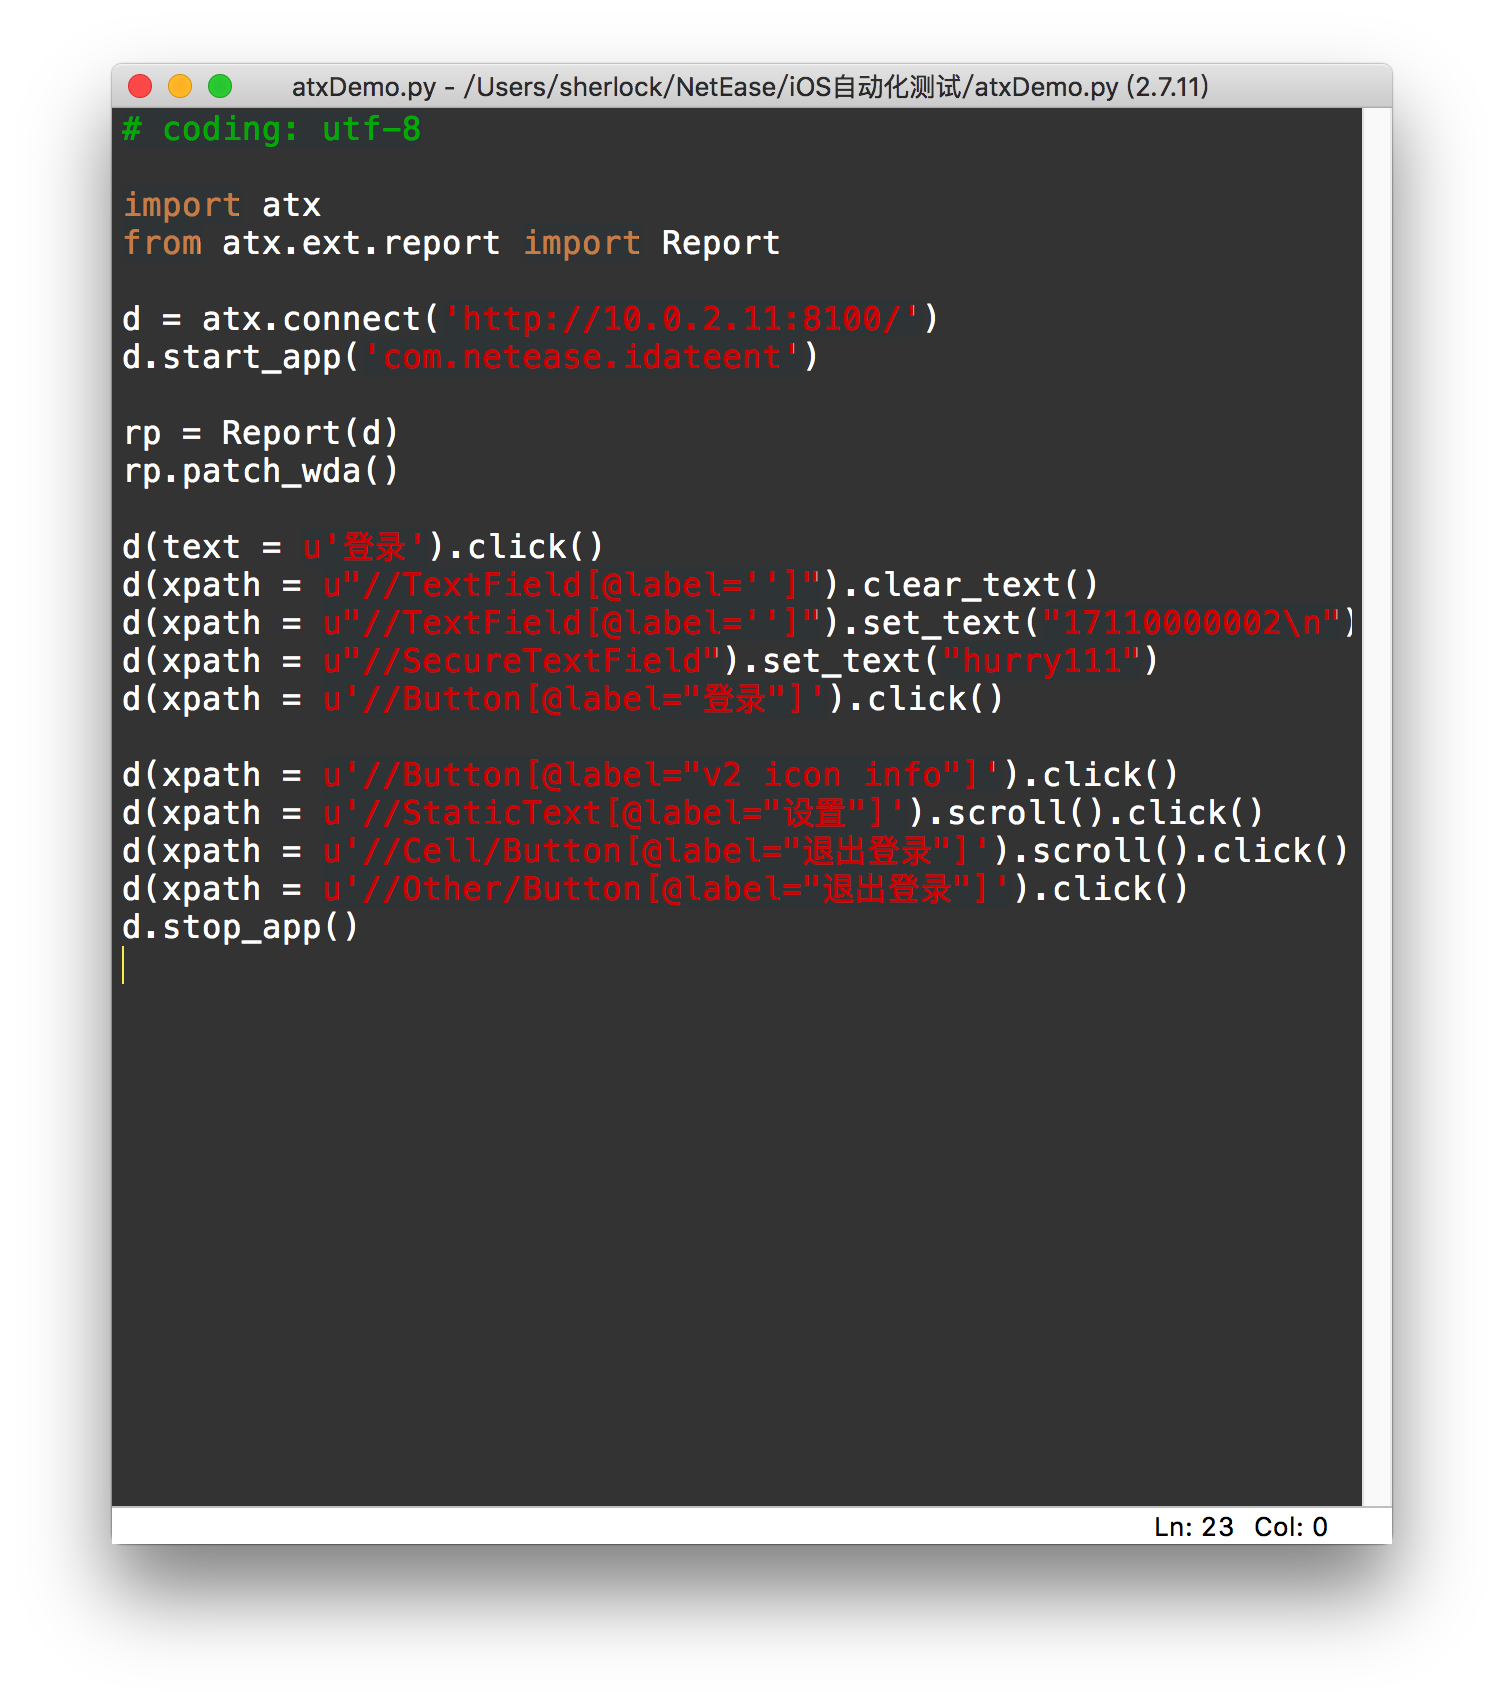 atxDemo.py - /Users/sherlock/NetEase/iOS自动化测试/atxDemo.py (2.7.11)
# coding: utf-8
import atx
from atx.ext.report import Report
d = atx.connect('http://10.0.2.11:8100/')
d.start_app('com.netease.idateent')
rp = Report(d)
rp.patch_wda()
d(text = u'登录').click()
d(xpath = u"//TextField[@label='']").clear_text()
d(xpath = u"//TextField[@label='']").set_text("17110000002\n")
d(xpath = u"//SecureTextField").set_text("hurry111")
d(xpath = u'//Button[@label="登录"]').click()
d(xpath = u'//Button[@label="v2 icon info"]').click()
d(xpath = u'//StaticText[@label="设置"]').scroll().click()
d(xpath = u'//Cell/Button[@label="退出登录"]').scroll().click()
d(xpath = u'//Other/Button[@label="退出登录"]').click()
d.stop_app()
Ln: 23 Col: 0